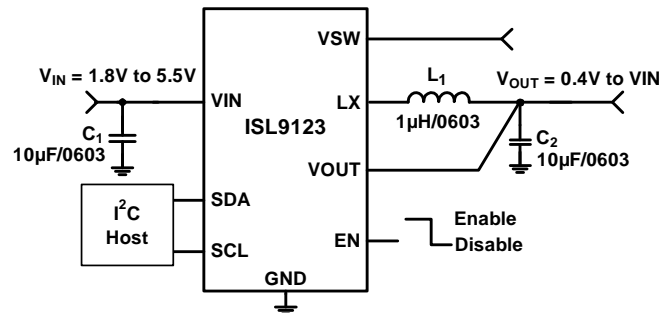 VSW
V_IN = 1.8V to 5.5V
L_1
V_OUT = 0.4V to VIN
VIN
LX
C_1
ISL9123
1µH/0603
C_2
10µF/0603
10µF/0603
VOUT
I²C
Host
SDA
SCL
EN
Enable
Disable
GND